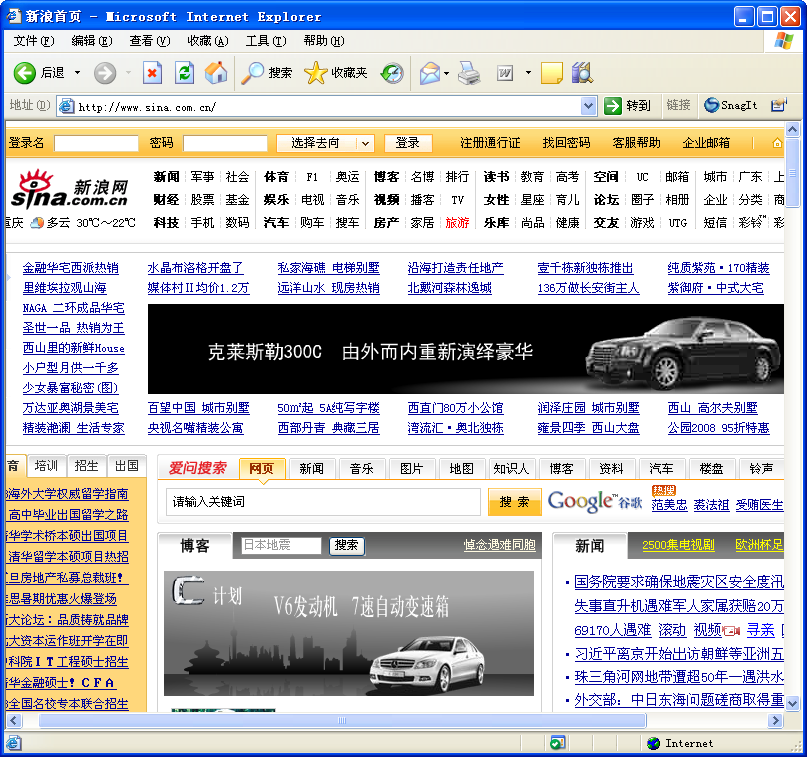 新浪首页 - Microsoft Internet Explorer
文件(F) 编辑(E) 查看(V) 收藏(A) 工具(T) 帮助(H)
后退 搜索 收藏夹
地址(D) http://www.sina.com.cn/ 转到 链接 SnagIt
登录名 密码 选择去向 登录 注册通行证 找回密码 客服帮助 企业邮箱
新闻 军事 社会 体育 F1 奥运 博客 名博 排行 读书 教育 高考 空间 UC 邮箱 城市 广东 上
sina 新浪网 .com.cn 财经 股票 基金 娱乐 电视 音乐 视频 播客 TV 女性 星座 育儿 论坛 圈子 相册 企业 分类 商
重庆 多云 30℃～22℃ 科技 手机 数码 汽车 购车 搜车 房产 家居 旅游 乐库 尚品 健康 交友 游戏 UTG 短信 彩铃 彩
金融华宅西派热销 水晶布洛格开盘了 私家海礁 电梯别墅 沿海打造责任地产 壹千栋新独栋推出 纯质紫苑·170精装
里维埃拉观山海 媒体村Ⅱ均价1.2万 远洋山水 现房热销 北戴河森林逸城 136万做长安街主人 紫御府·中式大宅
NAGA 二环成品华宅
圣世一品 热销为王
西山里的新鲜House
小户型月供一千多
少女暴富秘密(图)
克莱斯勒300C 由外而内重新演绎豪华
万达亚奥湖景美宅 百望中国 城市别墅 50㎡起 5A纯写字楼 西直门80万小公馆 润泽庄园 城市别墅 西山 高尔夫别墅
精装滟澜 生活专家 央视名嘴精装公寓 西部丹青 典藏三居 湾流汇·奥北独栋 雍景四季 西山大盘 公园2008 95折特惠
育 培训 招生 出国
海外大学权威留学指南
高中毕业出国留学之路
华学术桥本硕出国项目
清华留学本硕项目热招
旦房地产私募总裁班！
思暑期优惠火爆登场
大论坛：品质铸就品牌
大资本运作班开学在即
科院ＩＴ工程硕士招生
华金融硕士！ＣＦＡ
全国名校专本联合招生
爱问搜索 网页 新闻 音乐 图片 地图 知识人 博客 资料 汽车 楼盘 铃声
请输入关键词 搜 索 Google™谷歌 热搜 范美忠 裘法祖 受贿医生
博客 日本地震 搜索 悼念遇难同胞
C 计划 V6发动机 7速自动变速箱
新闻 2500集电视剧 欧洲杯足
国务院要求确保地震灾区安全度汛
失事直升机遇难军人家属获赔20万
69170人遇难 滚动 视频 寻亲
习近平离京开始出访朝鲜等亚洲五
珠三角河网地带遭超50年一遇洪水
外交部：中日东海问题磋商取得重
Internet